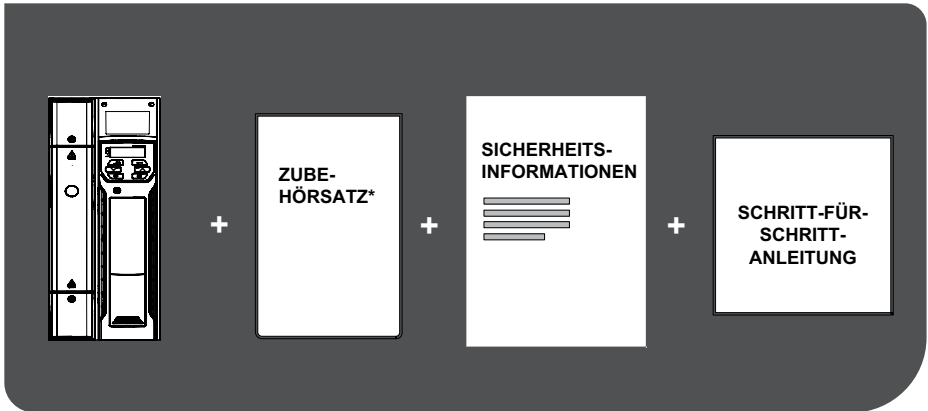 +
ZUBE-
HÖRSATZ*
+
SICHERHEITS-
INFORMATIONEN
+
SCHRITT-FÜR-
SCHRITT-
ANLEITUNG